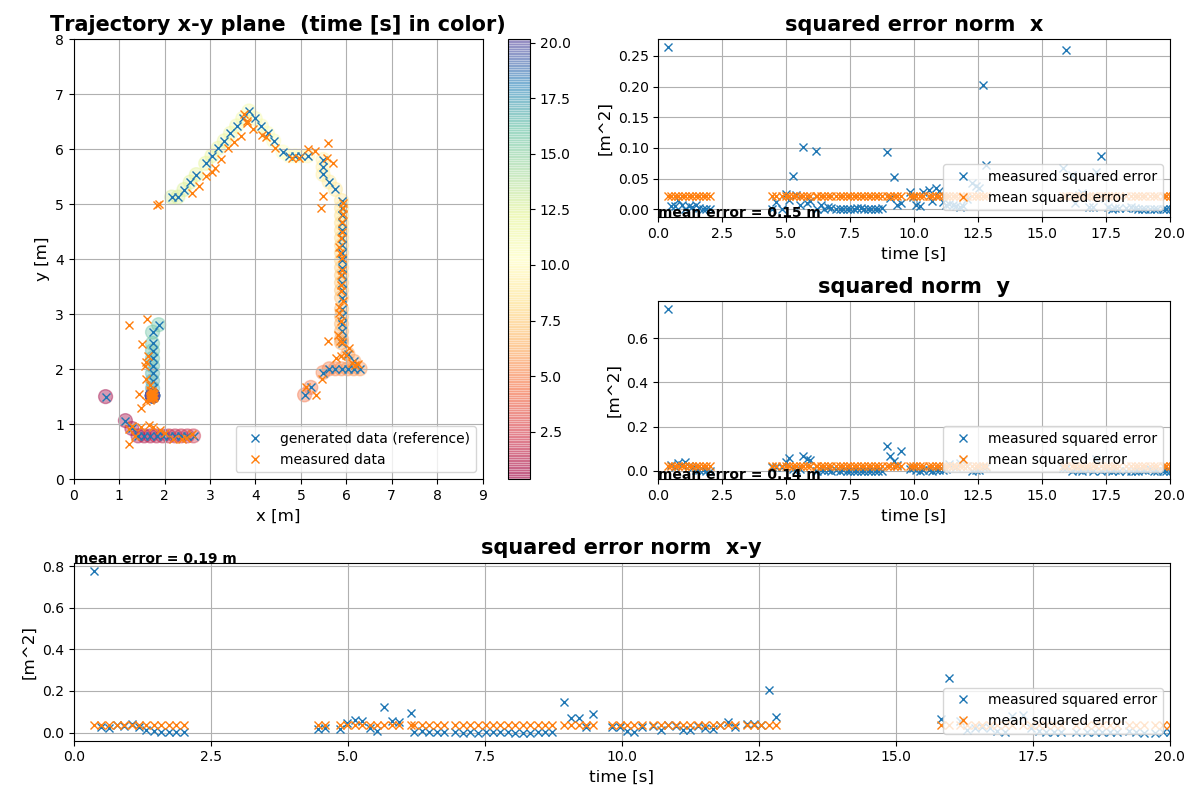 Trajectory x-y plane  (time [s] in color)
8
7
6
5
4
3
2
1
0
y [m]
0 1 2 3 4 5 6 7 8 9
x [m]
generated data (reference)
measured data
20.0
17.5
15.0
12.5
10.0
7.5
5.0
2.5
squared error norm  x
0.25
0.20
0.15
0.10
0.05
0.00
[m^2]
measured squared error
mean squared error
mean error = 0.15 m
0.0 2.5 5.0 7.5 10.0 12.5 15.0 17.5 20.0
time [s]
squared norm  y
0.6
0.4
0.2
0.0
[m^2]
measured squared error
mean squared error
mean error = 0.14 m
0.0 2.5 5.0 7.5 10.0 12.5 15.0 17.5 20.0
time [s]
squared error norm  x-y
mean error = 0.19 m
0.8
0.6
0.4
0.2
0.0
[m^2]
measured squared error
mean squared error
0.0 2.5 5.0 7.5 10.0 12.5 15.0 17.5 20.0
time [s]